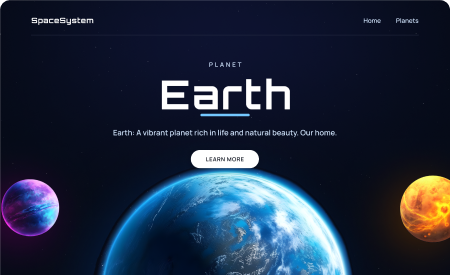 SpaceSystem
Home Planets
PLANET
Earth
Earth: A vibrant planet rich in life and natural beauty. Our home.
LEARN MORE